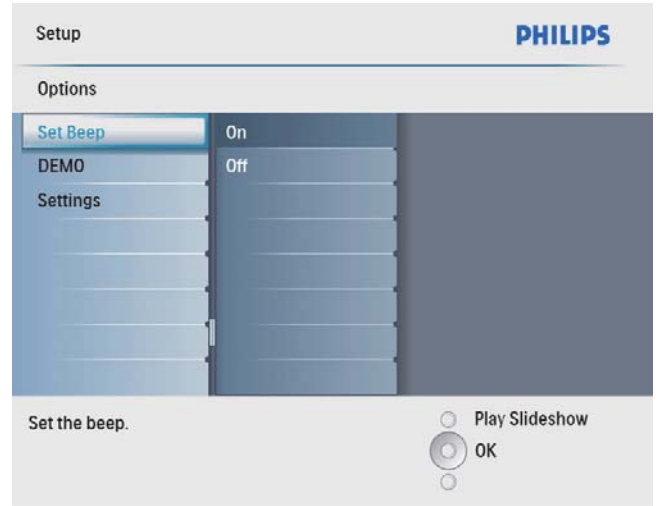 Setup
PHILIPS
Options
Set Beep
On
DEMO
Off
Settings
Set the beep.
Play Slideshow
OK